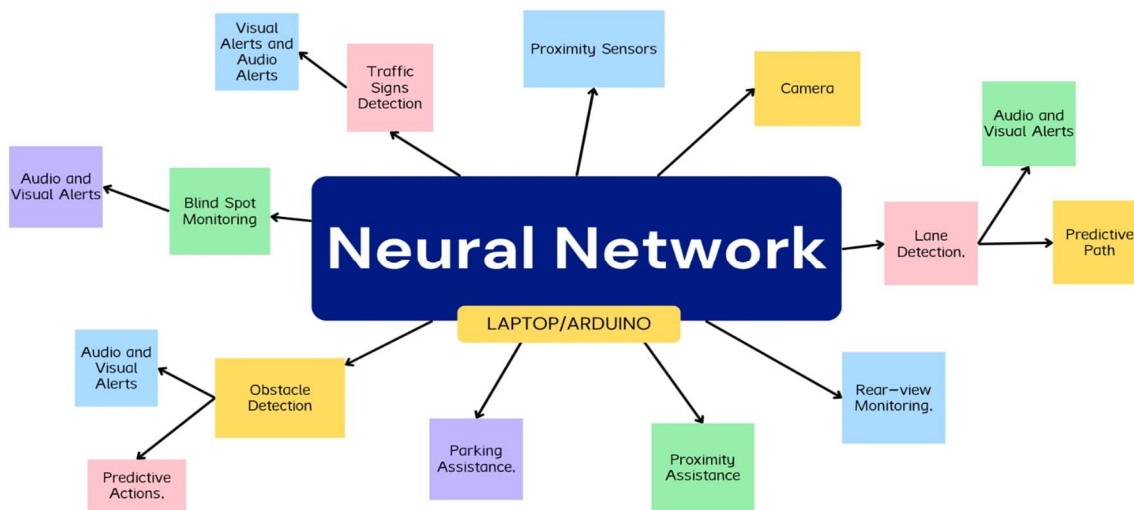 Visual
Alerts and
Audio
Alerts
Traffic
Signs
Detection
Proximity Sensors
Camera
Audio and
Visual Alerts
Audio and
Visual Alerts
Blind Spot
Monitoring
Neural Network
LAPTOP/ARDUINO
Lane
Detection.
Predictive
Path
Audio and
Visual
Alerts
Obstacle
Detection
Predictive
Actions.
Parking
Assistance.
Proximity
Assistance
Rear-view
Monitoring.